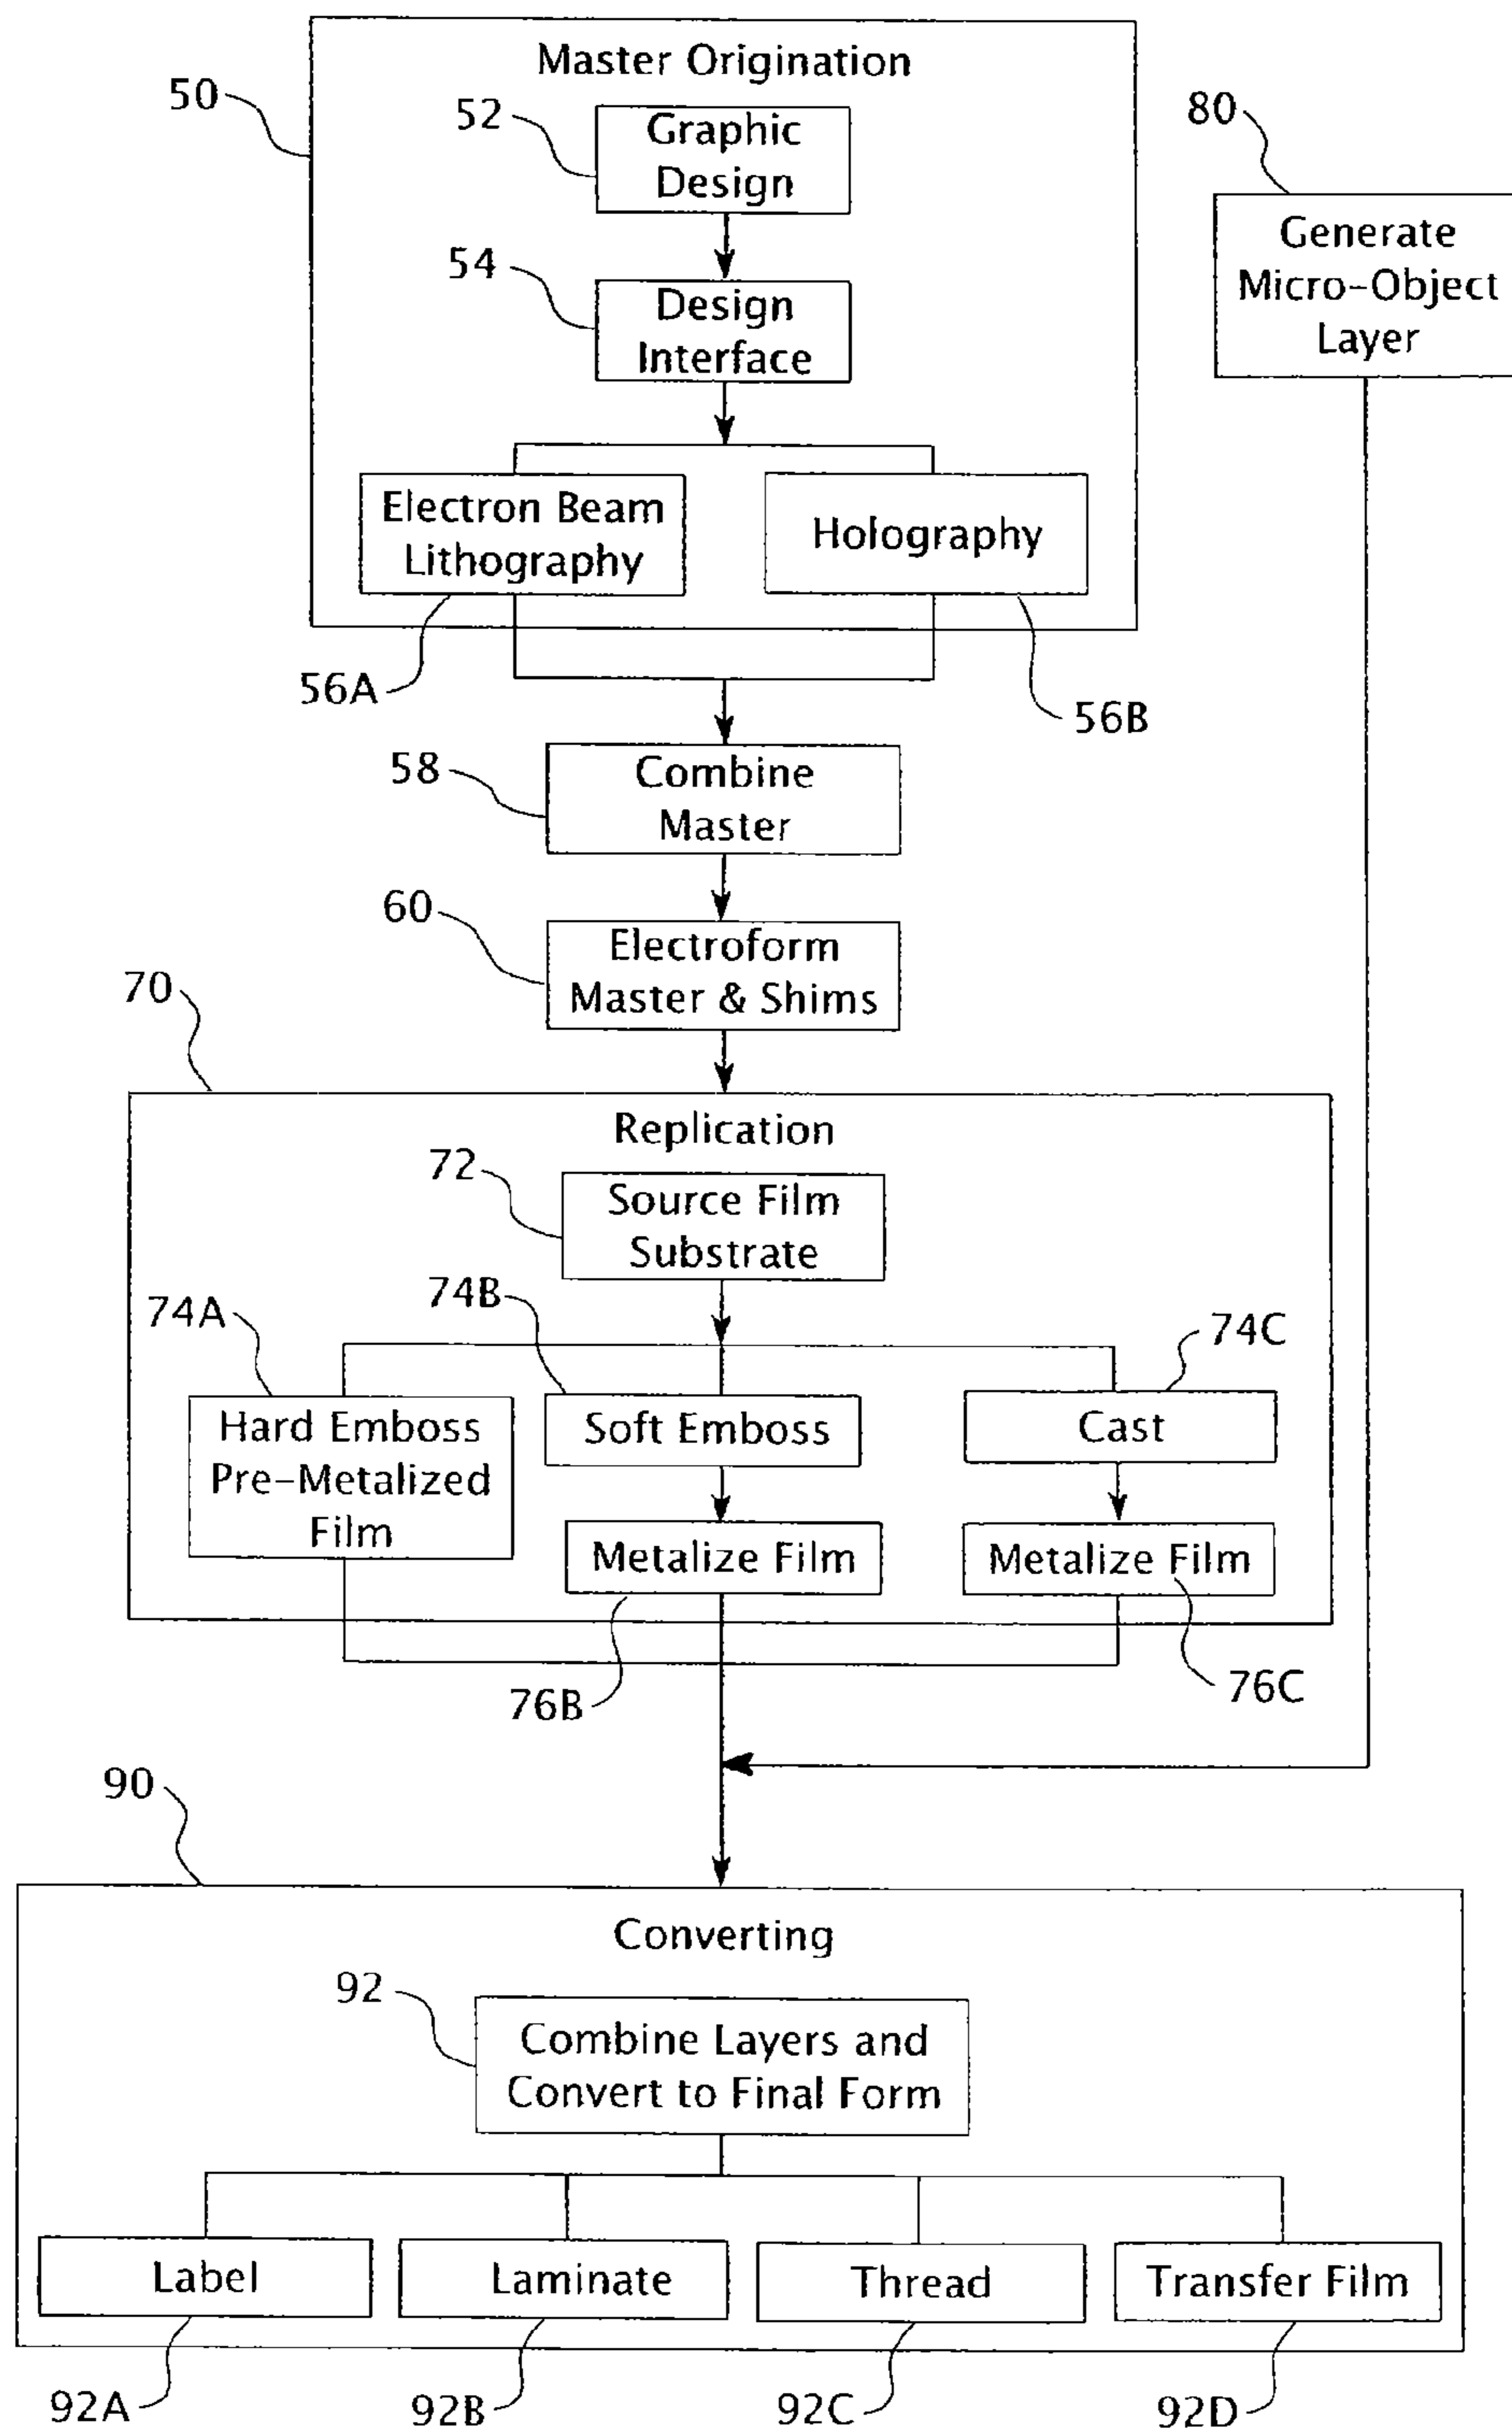 Master Origination
50
52
Graphic
Design
80
Generate
Micro-Object
Layer
54
Design
Interface
Electron Beam
Lithography
Holography
56A
56B
58
Combine
Master
60
Electroform
Master & Shims
70
Replication
72
Source Film
Substrate
74A
74B
74C
Hard Emboss
Pre-Metalized
Film
Soft Emboss
Cast
Metalize Film
Metalize Film
76B
76C
90
Converting
92
Combine Layers and
Convert to Final Form
Label
Laminate
Thread
Transfer Film
92A
92B
92C
92D